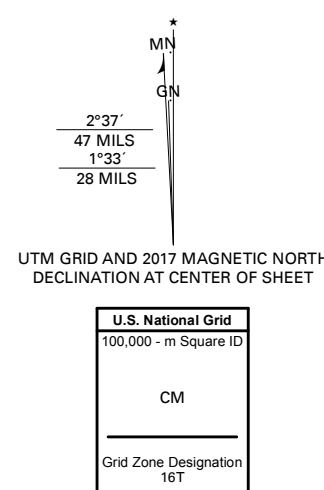 ★
MN
GN
2°37´
47 MILS
1°33´
28 MILS
UTM GRID AND 2017 MAGNETIC NORTH
DECLINATION AT CENTER OF SHEET
U.S. National Grid
100,000 - m Square ID
CM
Grid Zone Designation
16T